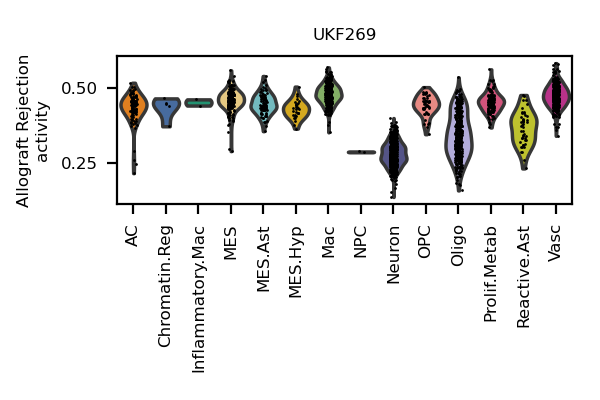 UKF269
Allograft Rejection
activity
0.50
0.25
AC
Chromatin.Reg
Inflammatory.Mac
MES
MES.Ast
MES.Hyp
Mac
NPC
Neuron
OPC
Oligo
Prolif.Metab
Reactive.Ast
Vasc